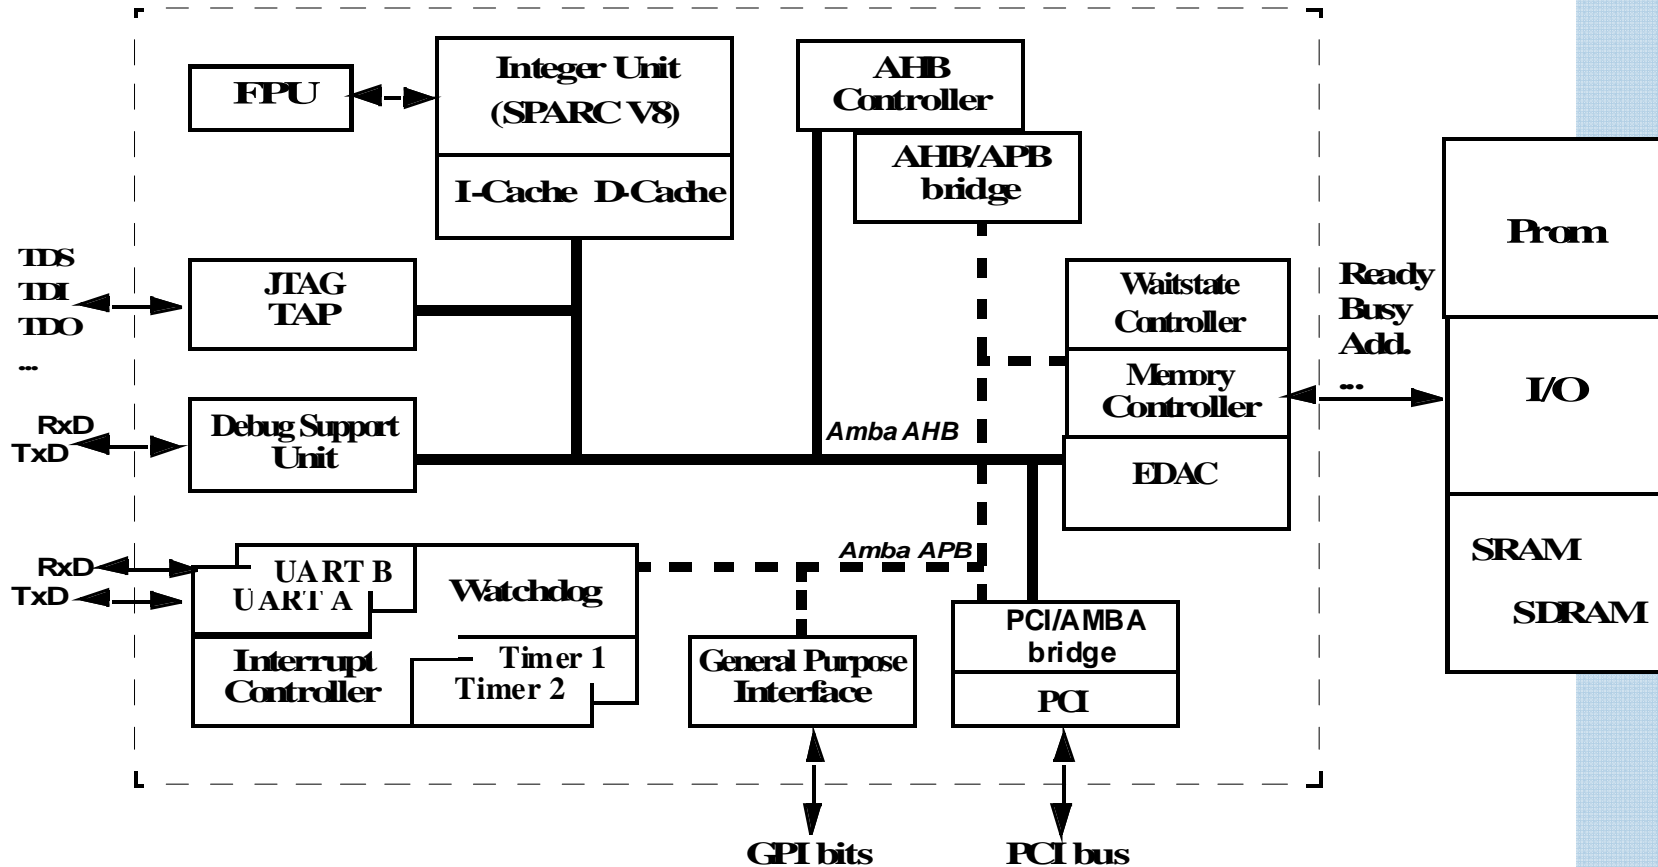 FPU
Integer Unit
(SPARC V8)
I-Cache D-Cache
AHB
Controller
AHB/APB
bridge
TDS
TDI
TDO
...
JTAG
TAP
Waitstate
Controller
Memory
Controller
EDAC
Ready
Busy
Add.
...
Prom
I/O
SRAM
SDRAM
RxD
TxD
Debug Support
Unit
Amba AHB
RxD
TxD
UART B
UART A
Watchdog
Interrupt
Controller
Timer 1
Timer 2
Amba APB
General Purpose
Interface
PCI/AMBA
bridge
PCI
GPI bits
PCI bus